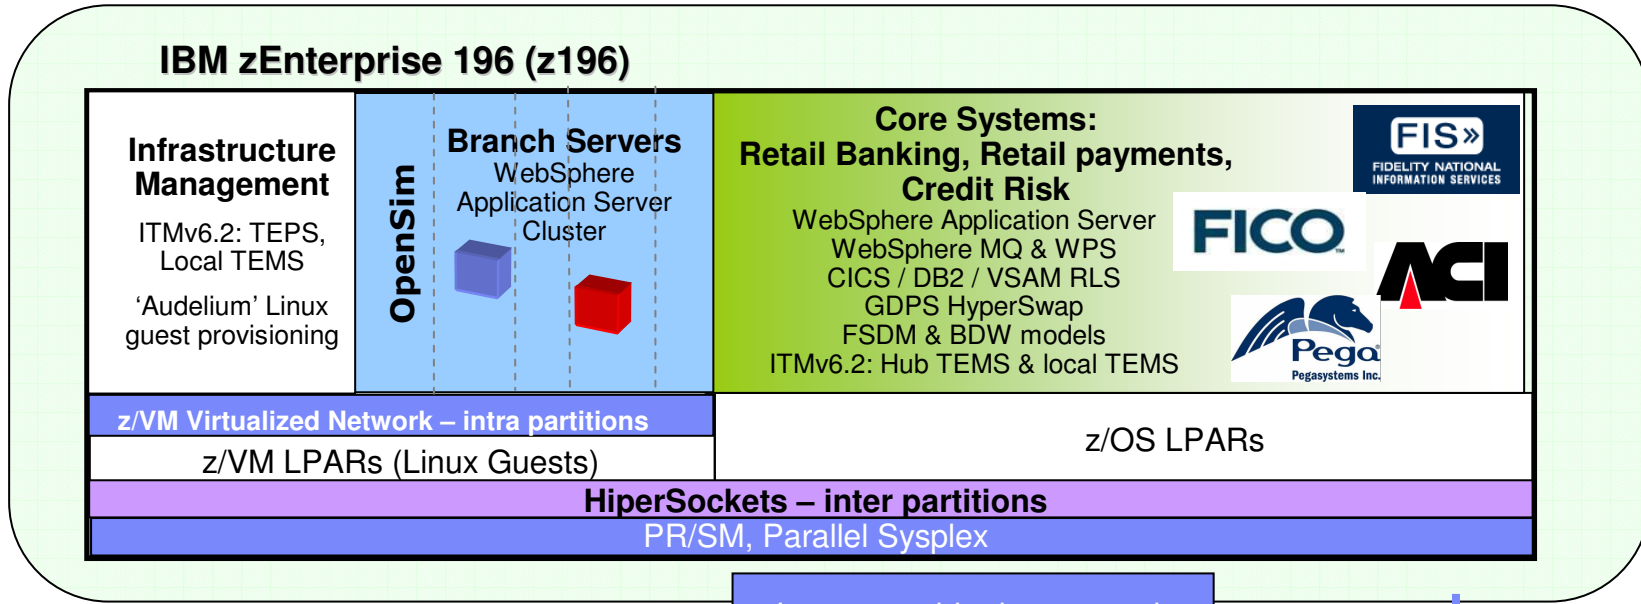 IBM zEnterprise 196 (z196)
Infrastructure
Management
ITMv6.2: TEPS,
Local TEMS
‘Audelium’ Linux
guest provisioning
OpenSim
Branch Servers
WebSphere
Application Server
Cluster
Core Systems:
Retail Banking, Retail payments,
Credit Risk
WebSphere Application Server
WebSphere MQ & WPS
CICS / DB2 / VSAM RLS
GDPS HyperSwap
FSDM & BDW models
ITMv6.2: Hub TEMS & local TEMS
FIS»
FIDELITY NATIONAL
INFORMATION SERVICES
FICO™
ACI
Pega®
Pegasystems Inc.
z/VM Virtualized Network – intra partitions
z/VM LPARs (Linux Guests)
z/OS LPARs
HiperSockets – inter partitions
PR/SM, Parallel Sysplex